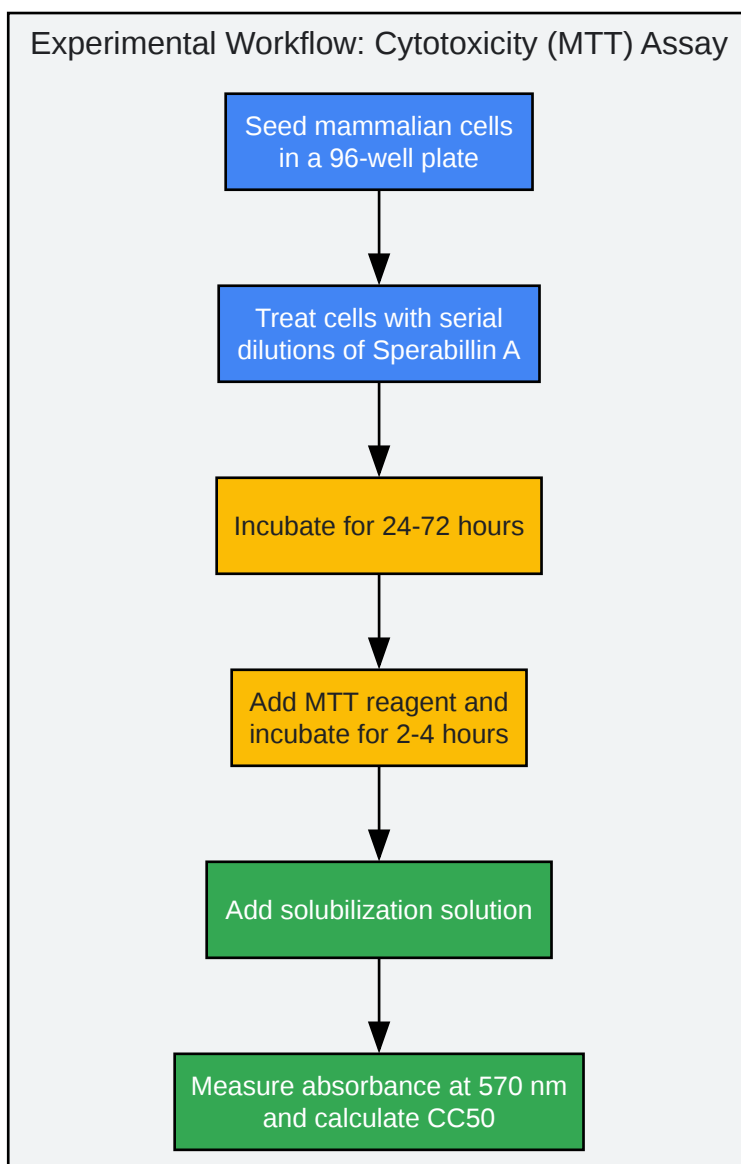 Experimental Workflow: Cytotoxicity (MTT) Assay
Seed mammalian cells
in a 96-well plate
Treat cells with serial
dilutions of Sperabillin A
Incubate for 24-72 hours
Add MTT reagent and
incubate for 2-4 hours
Add solubilization solution
Measure absorbance at 570 nm
and calculate CC50